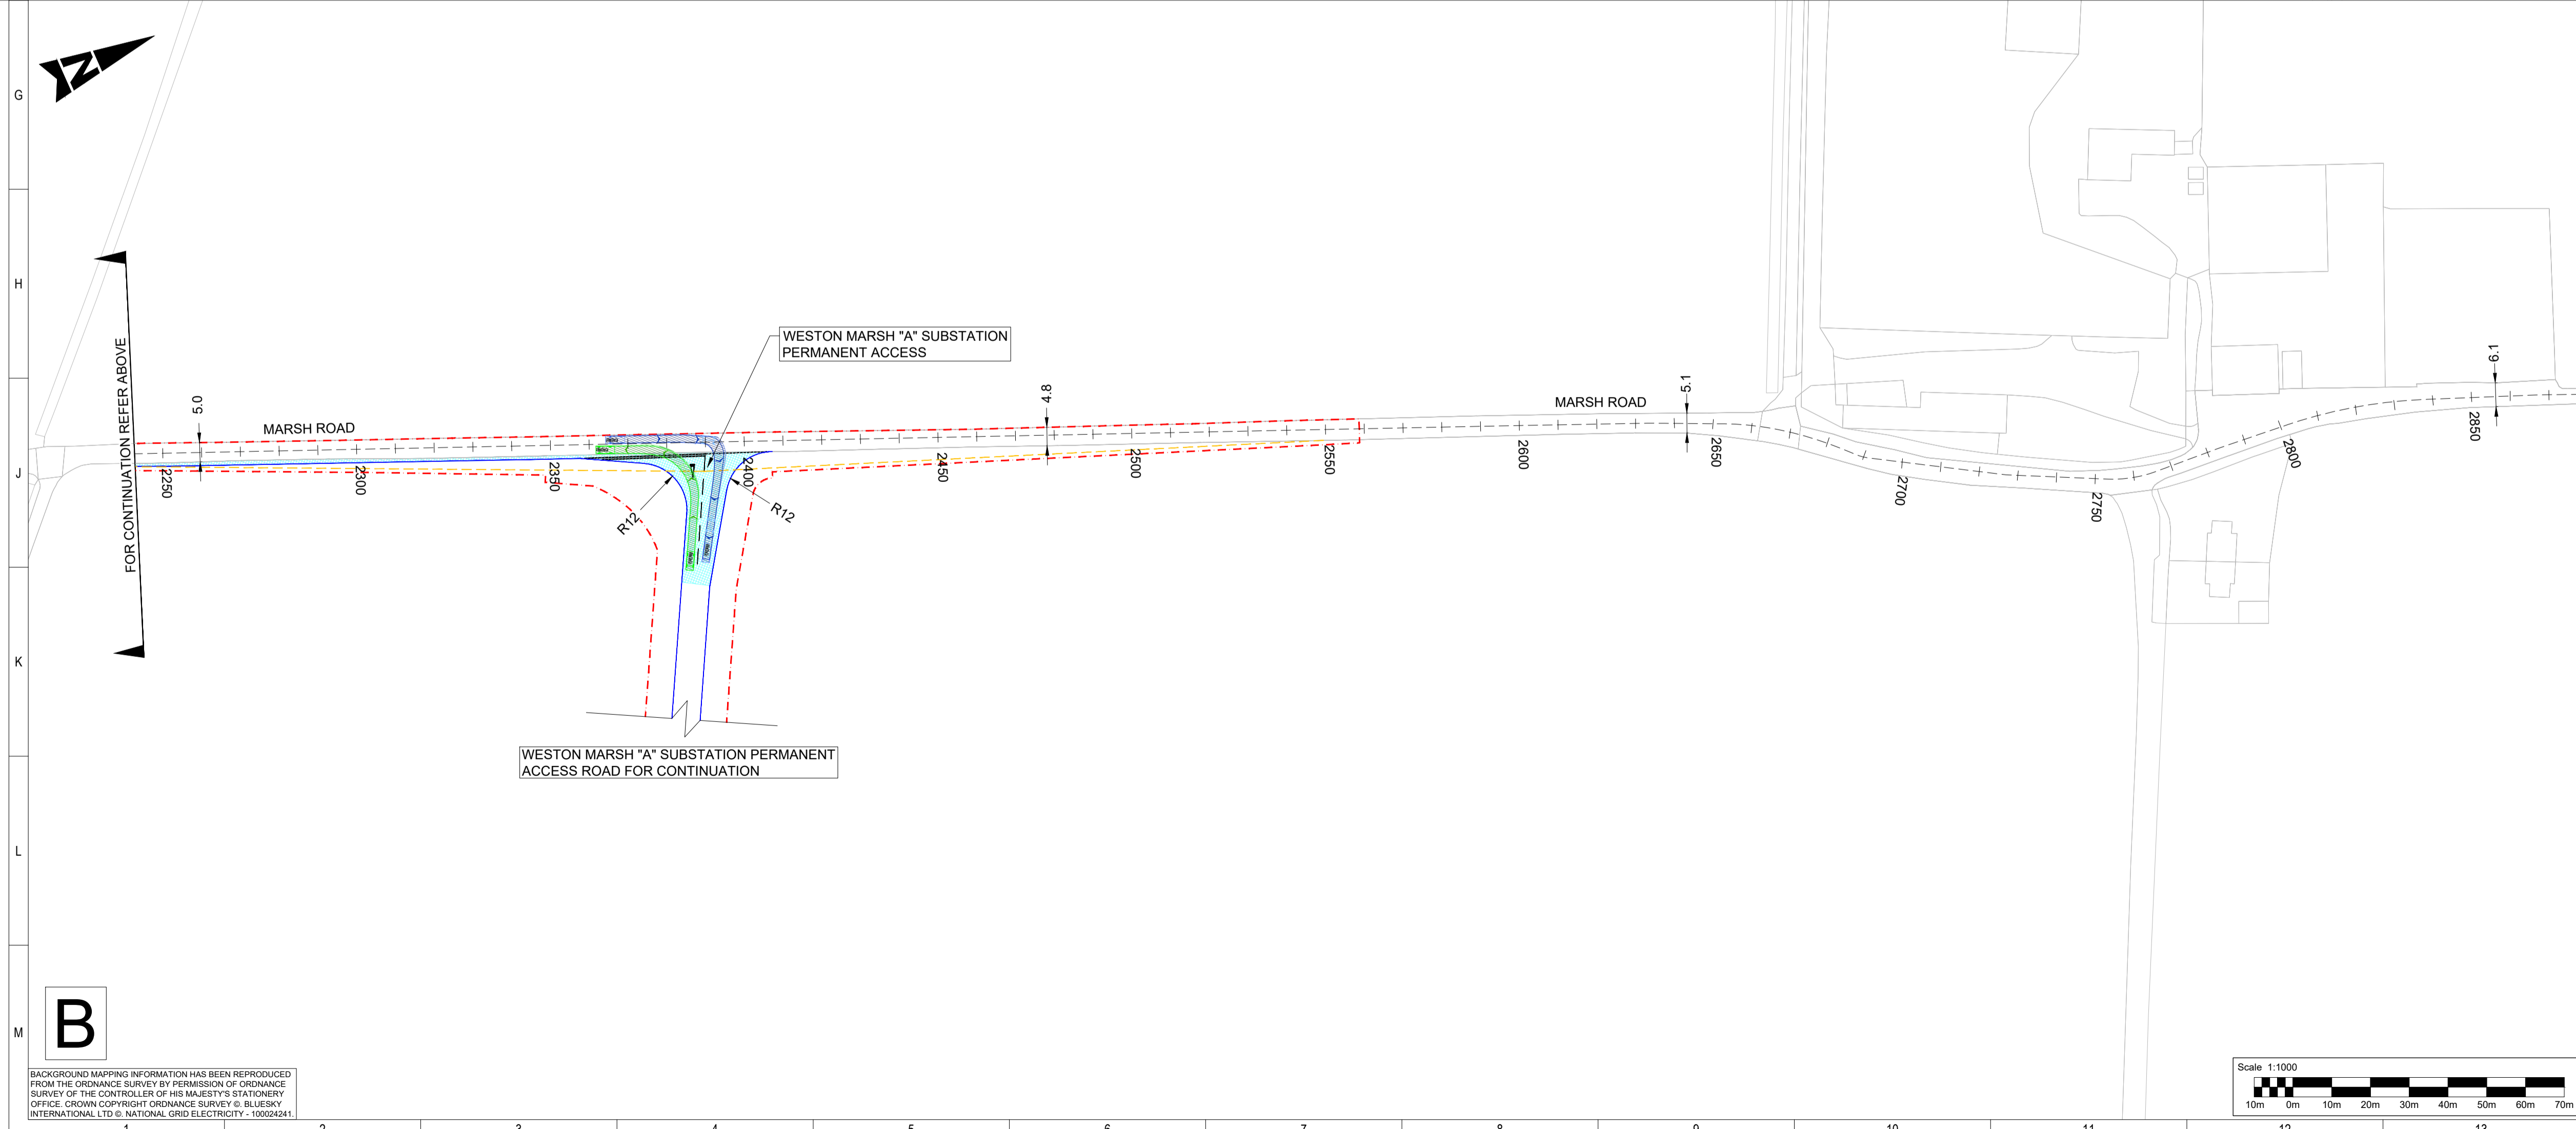 N
G
H
J
K
L
M
FOR CONTINUATION REFER ABOVE
5.0
MARSH ROAD
WESTON MARSH "A" SUBSTATION
PERMANENT ACCESS
4.8
MARSH ROAD
5.1
6.1
2250
2300
2350
2400
2450
2500
2550
2600
2650
2700
2750
2800
2850
R12
R12
WESTON MARSH "A" SUBSTATION PERMANENT
ACCESS ROAD FOR CONTINUATION
B
BACKGROUND MAPPING INFORMATION HAS BEEN REPRODUCED
FROM THE ORDNANCE SURVEY BY PERMISSION OF ORDNANCE
SURVEY OF THE CONTROLLER OF HIS MAJESTY'S STATIONERY
OFFICE. CROWN COPYRIGHT ORDNANCE SURVEY ©. BLUESKY
INTERNATIONAL LTD ©. NATIONAL GRID ELECTRICITY - 100024241.
Scale 1:1000
10m 0m 10m 20m 30m 40m 50m 60m 70m
1 2 3 4 5 6 7 8 9 10 11 12 13